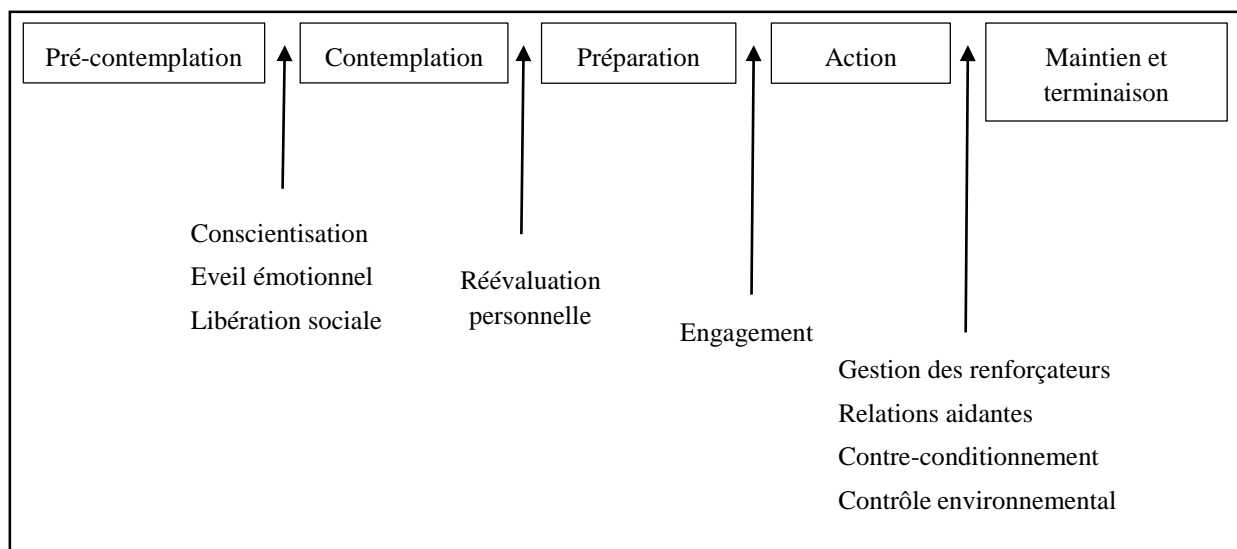 Pré-contemplation
Contemplation
Préparation
Action
Maintien et
terminaison
Conscientisation
Eveil émotionnel
Libération sociale
Réévaluation
personnelle
Engagement
Gestion des renforçateurs
Relations aidantes
Contre-conditionnement
Contrôle environnemental